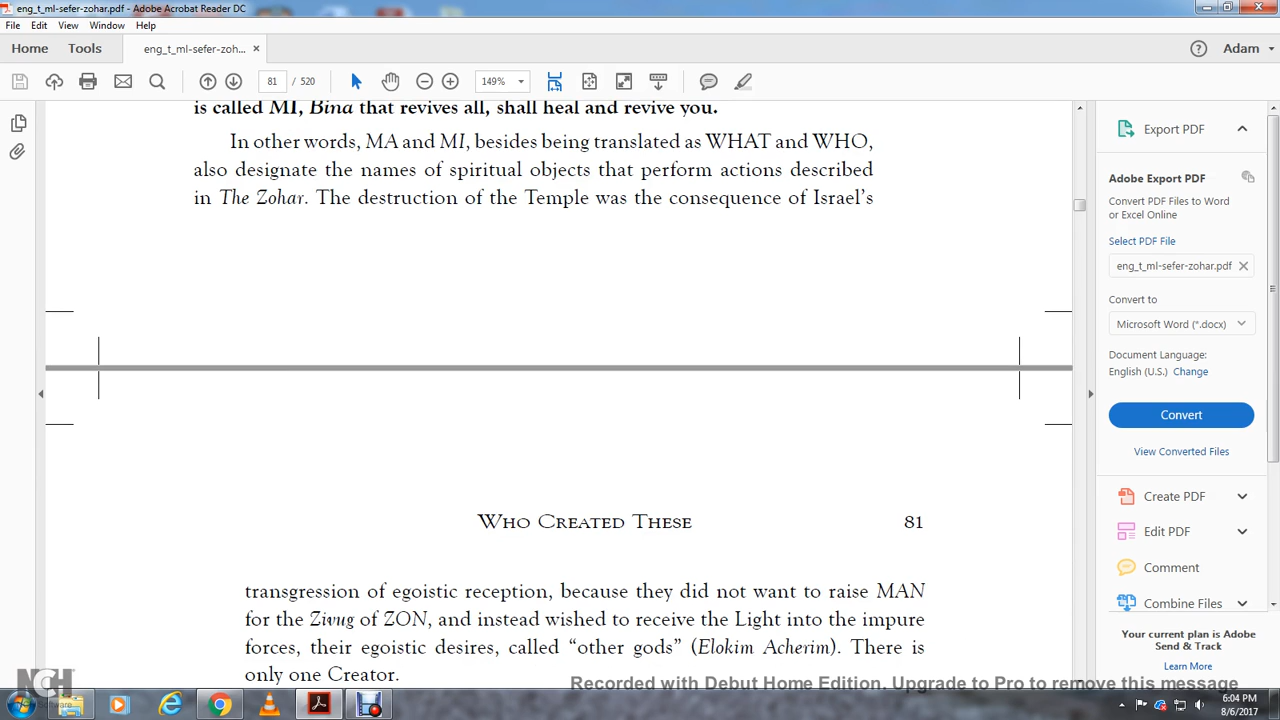 eng_t_ml-sefer-zohar.pdf - Adobe Acrobat Reader DC
File Edit View Window Help
Home Tools eng_t_ml-sefer-zoh... × Adam
81 / 520 149%
is called MI, Bina that revives all, shall heal and revive you.
In other words, MA and MI, besides being translated as WHAT and WHO,
also designate the names of spiritual objects that perform actions described
in The Zohar. The destruction of the Temple was the consequence of Israel's
WHO CREATED THESE 81
transgression of egoistic reception, because they did not want to raise MAN
for the Zivug of ZON, and instead wished to receive the Light into the impure
forces, their egoistic desires, called “other gods” (Elokim Acherim). There is
only one Creator.
Export PDF
Adobe Export PDF
Convert PDF Files to Word
or Excel Online
Select PDF File
eng_t_ml-sefer-zohar.pdf
Convert to
Microsoft Word (*.docx)
Document Language:
English (U.S.) Change
Convert
View Converted Files
Create PDF
Edit PDF
Comment
Combine Files
Your current plan is Adobe
Send & Track
Learn More
NCH Software
Recorded with Debut Home Edition. Upgrade to Pro to remove this message
6:04 PM
8/6/2017